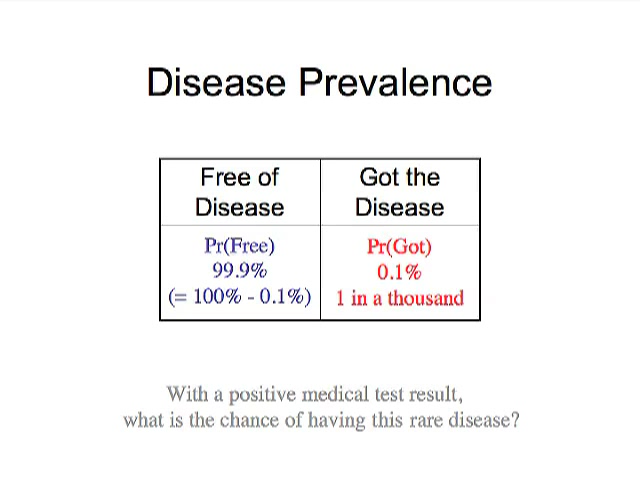 Disease Prevalence
Free of
Disease
Got the
Disease
Pr(Free)
99.9%
(= 100% - 0.1%)
Pr(Got)
0.1%
1 in a thousand
With a positive medical test result,
what is the chance of having this rare disease?